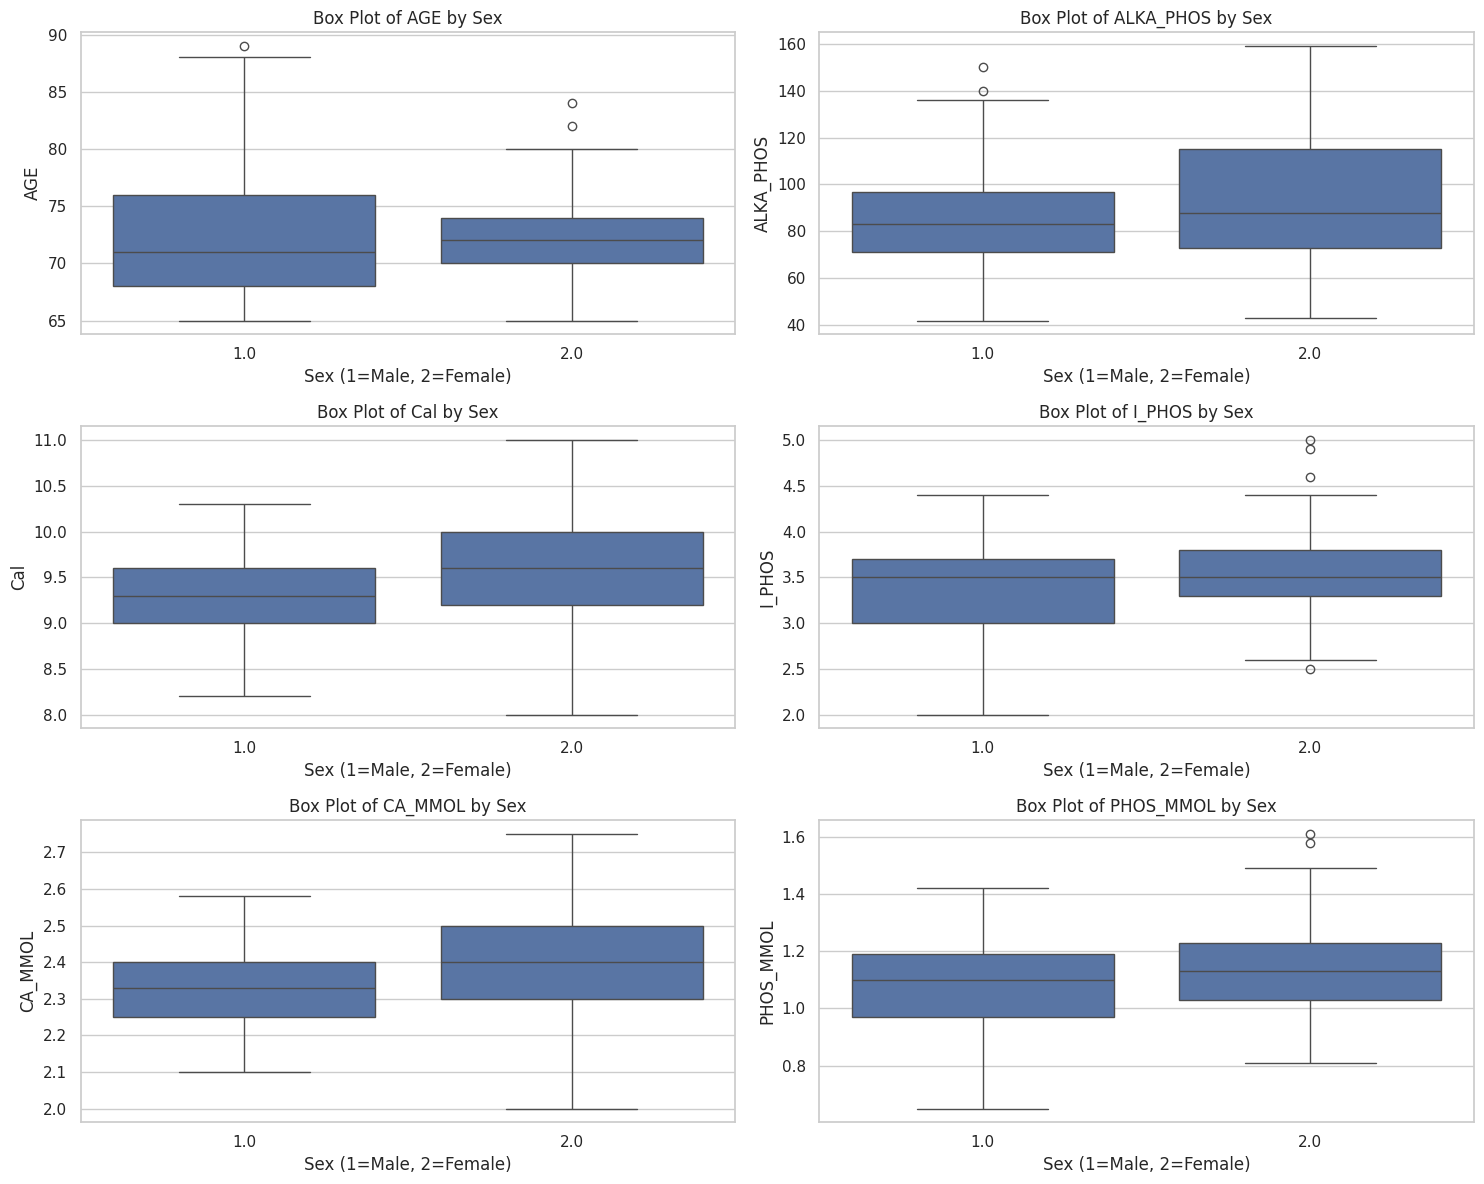 Box Plot of AGE by Sex
AGE
90
85
80
75
70
65
1.0 2.0
Sex (1=Male, 2=Female)
Box Plot of ALKA_PHOS by Sex
ALKA_PHOS
160
140
120
100
80
60
40
1.0 2.0
Sex (1=Male, 2=Female)
Box Plot of Cal by Sex
Cal
11.0
10.5
10.0
9.5
9.0
8.5
8.0
1.0 2.0
Sex (1=Male, 2=Female)
Box Plot of I_PHOS by Sex
I_PHOS
5.0
4.5
4.0
3.5
3.0
2.5
2.0
1.0 2.0
Sex (1=Male, 2=Female)
Box Plot of CA_MMOL by Sex
CA_MMOL
2.7
2.6
2.5
2.4
2.3
2.2
2.1
2.0
1.0 2.0
Sex (1=Male, 2=Female)
Box Plot of PHOS_MMOL by Sex
PHOS_MMOL
1.6
1.4
1.2
1.0
0.8
1.0 2.0
Sex (1=Male, 2=Female)